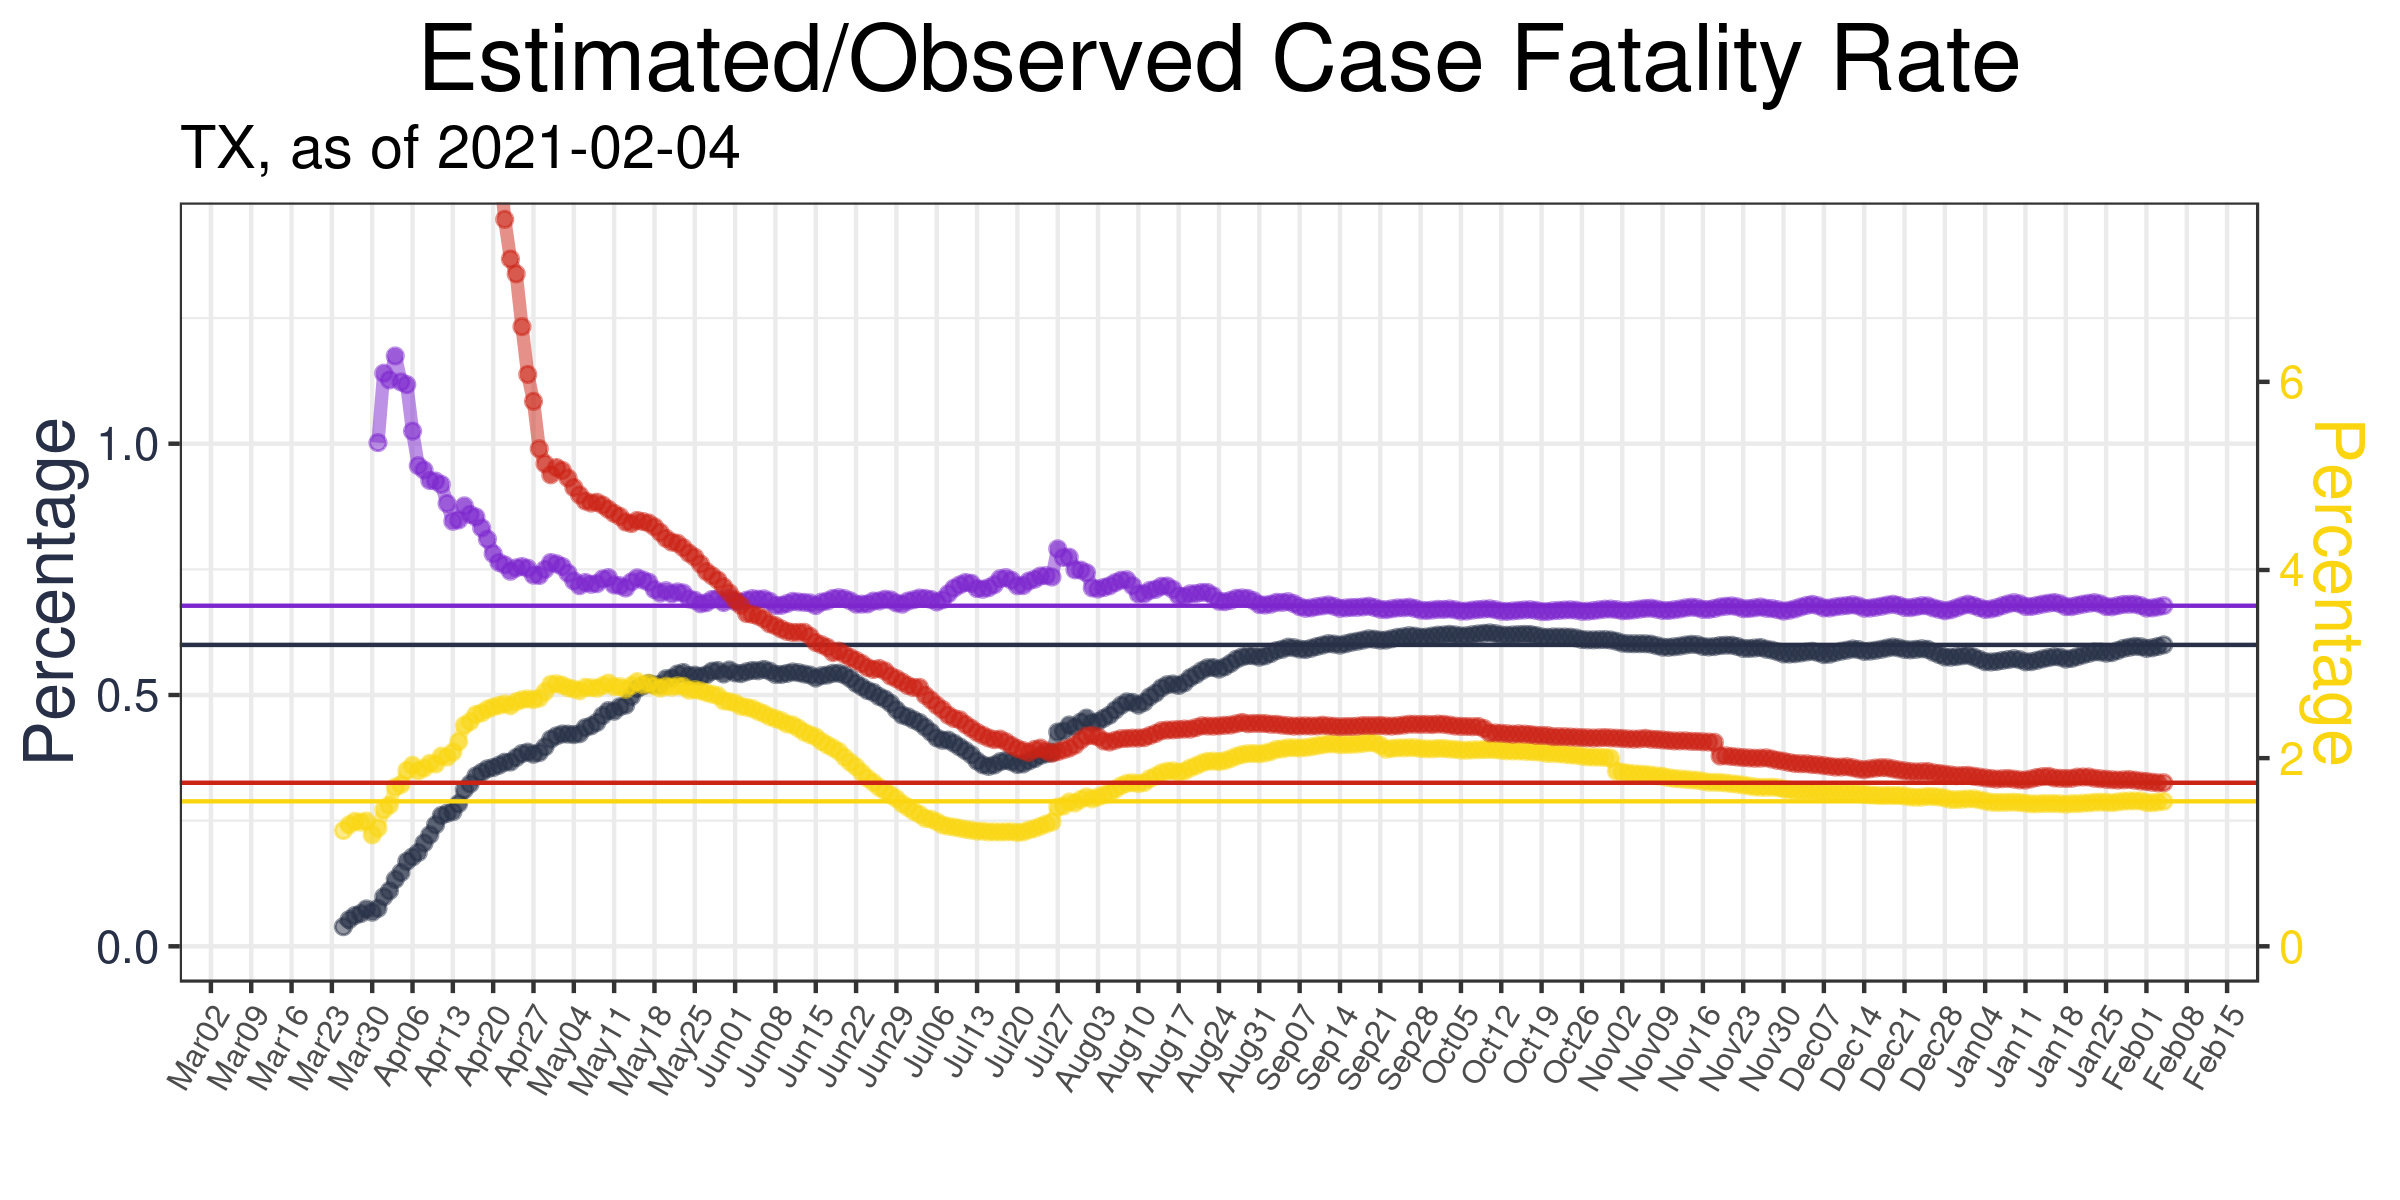 Estimated/Observed Case Fatality Rate
TX, as of 2021-02-04
Percentage
1.0
0.5
0.0
6
4
2
0
Percentage
Mar02
Mar09
Mar16
Mar23
Mar30
Apr06
Apr13
Apr20
Apr27
May04
May11
May18
May25
Jun01
Jun08
Jun15
Jun22
Jun29
Jul06
Jul13
Jul20
Jul27
Aug03
Aug10
Aug17
Aug24
Aug31
Sep07
Sep14
Sep21
Sep28
Oct05
Oct12
Oct19
Oct26
Nov02
Nov09
Nov16
Nov23
Nov30
Dec07
Dec14
Dec21
Dec28
Jan04
Jan11
Jan18
Jan25
Feb01
Feb08
Feb15